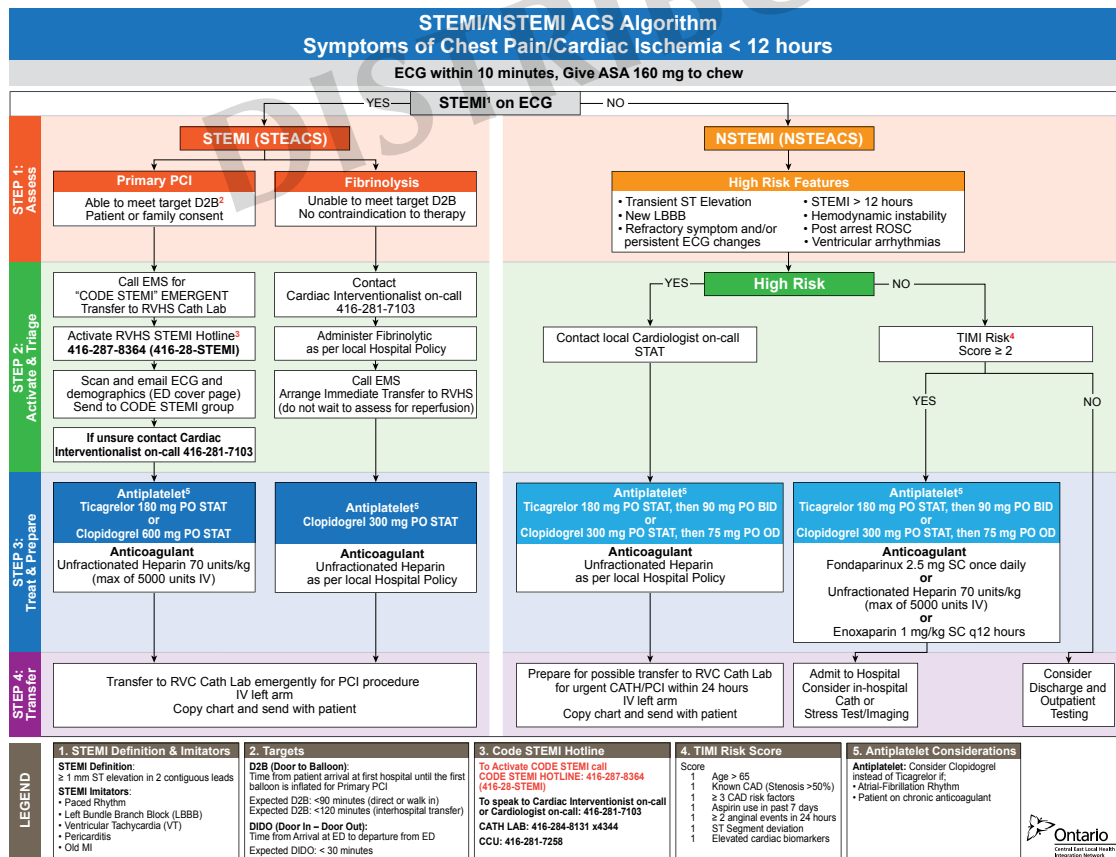 STEMI/NSTEMI ACS Algorithm
Symptoms of Chest Pain/Cardiac Ischemia < 12 hours
ECG within 10 minutes, Give ASA 160 mg to chew
DISTRIBU
YES
STEMI¹ on ECG
NO
STEP 1:
Assess
STEMI (STEACS)
Primary PCI
Able to meet target D2B²
Patient or family consent
Fibrinolysis
Unable to meet target D2B
No contraindication to therapy
NSTEMI (NSTEACS)
High Risk Features
• Transient ST Elevation
• New LBBB
• Refractory symptom and/or
persistent ECG changes
• STEMI > 12 hours
• Hemodynamic instability
• Post arrest ROSC
• Ventricular arrhythmias
STEP 2:
Activate & Triage
Call EMS for
“CODE STEMI” EMERGENT
Transfer to RVHS Cath Lab
Activate RVHS STEMI Hotline³
416-287-8364 (416-28-STEMI)
Scan and email ECG and
demographics (ED cover page)
Send to CODE STEMI group
If unsure contact Cardiac
Interventionalist on-call 416-281-7103
Contact
Cardiac Interventionalist on-call
416-281-7103
Administer Fibrinolytic
as per local Hospital Policy
Call EMS
Arrange Immediate Transfer to RVHS
(do not wait to assess for reperfusion)
YES
High Risk
NO
Contact local Cardiologist on-call
STAT
TIMI Risk⁴
Score ≥ 2
YES
NO
STEP 3:
Treat & Prepare
Antiplatelet⁵
Ticagrelor 180 mg PO STAT
or
Clopidogrel 600 mg PO STAT
Anticoagulant
Unfractionated Heparin 70 units/kg
(max of 5000 units IV)
Antiplatelet⁵
Clopidogrel 300 mg PO STAT
Anticoagulant
Unfractionated Heparin
as per local Hospital Policy
Antiplatelet⁵
Ticagrelor 180 mg PO STAT, then 90 mg PO BID
or
Clopidogrel 300 mg PO STAT, then 75 mg PO OD
Anticoagulant
Unfractionated Heparin
as per local Hospital Policy
Antiplatelet⁵
Ticagrelor 180 mg PO STAT, then 90 mg PO BID
or
Clopidogrel 300 mg PO STAT, then 75 mg PO OD
Anticoagulant
Fondaparinux 2.5 mg SC once daily
or
Unfractionated Heparin 70 units/kg
(max of 5000 units IV)
or
Enoxaparin 1 mg/kg SC q12 hours
STEP 4:
Transfer
Transfer to RVC Cath Lab emergently for PCI procedure
IV left arm
Copy chart and send with patient
Prepare for possible transfer to RVC Cath Lab
for urgent CATH/PCI within 24 hours
IV left arm
Copy chart and send with patient
Admit to Hospital
Consider in-hospital
Cath or
Stress Test/Imaging
Consider
Discharge and
Outpatient
Testing
LEGEND
1. STEMI Definition & Imitators
STEMI Definition:
≥ 1 mm ST elevation in 2 contiguous leads
STEMI Imitators:
• Paced Rhythm
• Left Bundle Branch Block (LBBB)
• Ventricular Tachycardia (VT)
• Pericarditis
• Old MI
2. Targets
D2B (Door to Balloon):
Time from patient arrival at first hospital until the first
balloon is inflated for Primary PCI
Expected D2B: <90 minutes (direct or walk in)
Expected D2B: <120 minutes (interhospital transfer)
DIDO (Door In – Door Out):
Time from Arrival at ED to departure from ED
Expected DIDO: < 30 minutes
3. Code STEMI Hotline
To Activate CODE STEMI call
CODE STEMI HOTLINE: 416-287-8364
(416-28-STEMI)
To speak to Cardiac Interventionist on-call
or Cardiologist on-call: 416-281-7103
CATH LAB: 416-284-8131 x4344
CCU: 416-281-7258
4. TIMI Risk Score
Score
1 Age > 65
1 Known CAD (Stenosis >50%)
1 ≥ 3 CAD risk factors
1 Aspirin use in past 7 days
1 ≥ 2 anginal events in 24 hours
1 ST Segment deviation
1 Elevated cardiac biomarkers
5. Antiplatelet Considerations
Antiplatelet: Consider Clopidogrel
instead of Ticagrelor if;
• Atrial-Fibrillation Rhythm
• Patient on chronic anticoagulant
Ontario
Central East Local Health
Integration Network